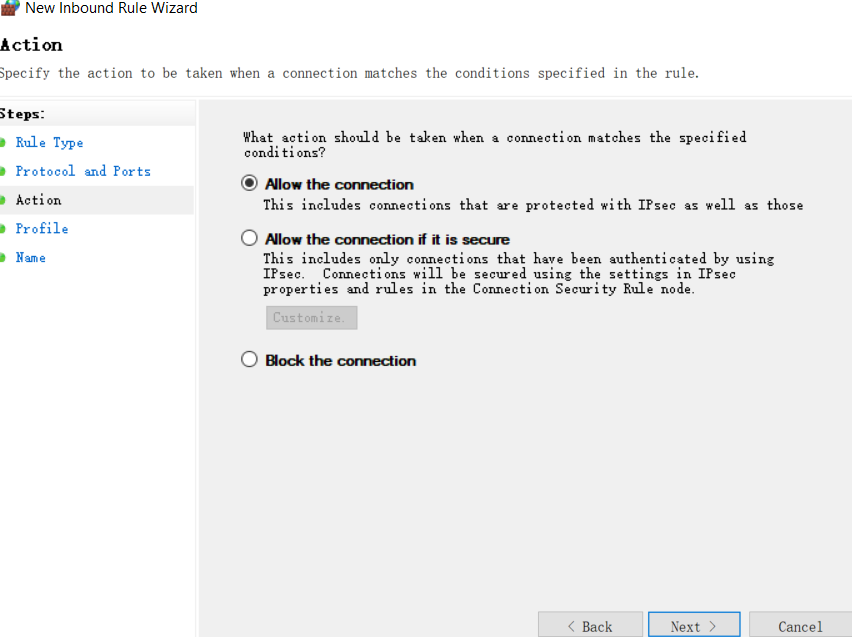 New Inbound Rule Wizard
Action
Specify the action to be taken when a connection matches the conditions specified in the rule.
Steps:
Rule Type
Protocol and Ports
Action
Profile
Name
What action should be taken when a connection matches the specified
conditions?
Allow the connection
This includes connections that are protected with IPsec as well as those
Allow the connection if it is secure
This includes only connections that have been authenticated by using
IPsec.  Connections will be secured using the settings in IPsec
properties and rules in the Connection Security Rule node.
Customize.
Block the connection
< Back
Next >
Cancel